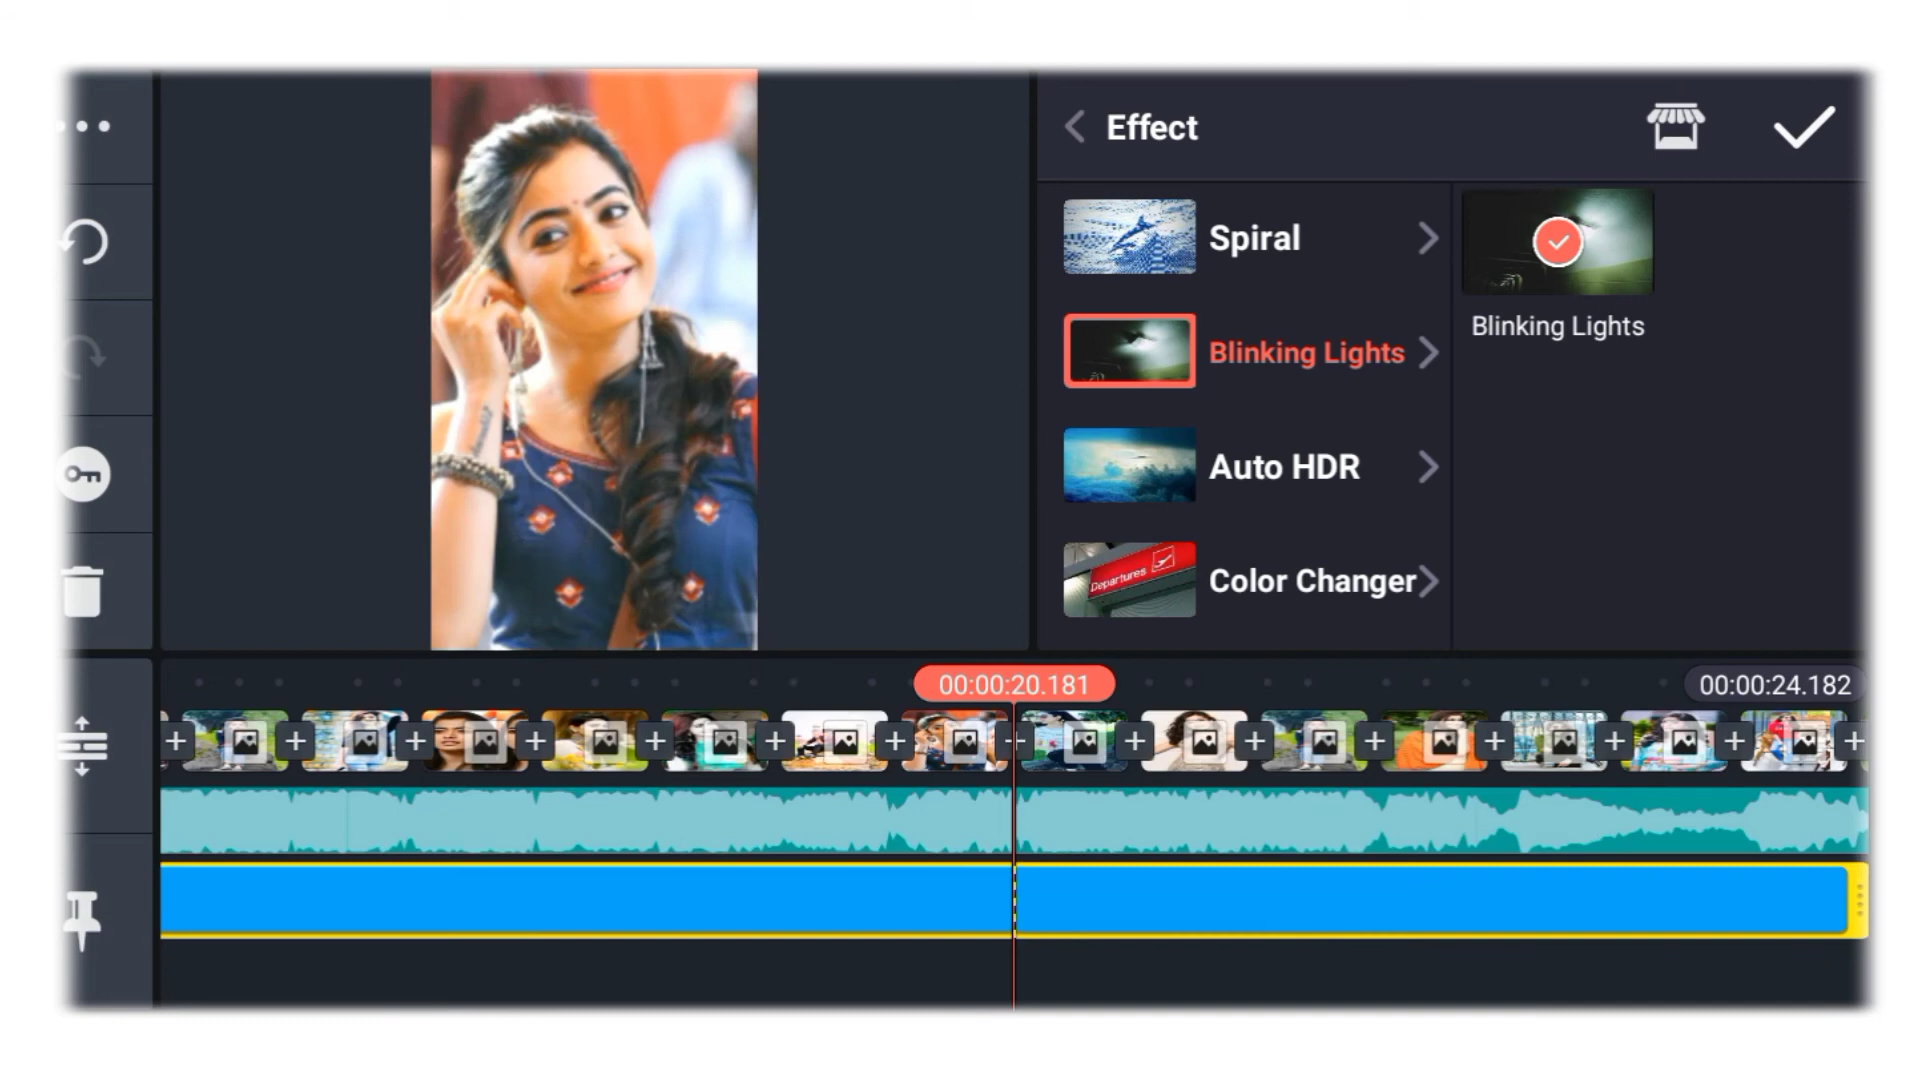 Effect
Spiral
Blinking Lights
Blinking Lights
Auto HDR
Departures
Color Changer
00:00:20.181
00:00:24.182